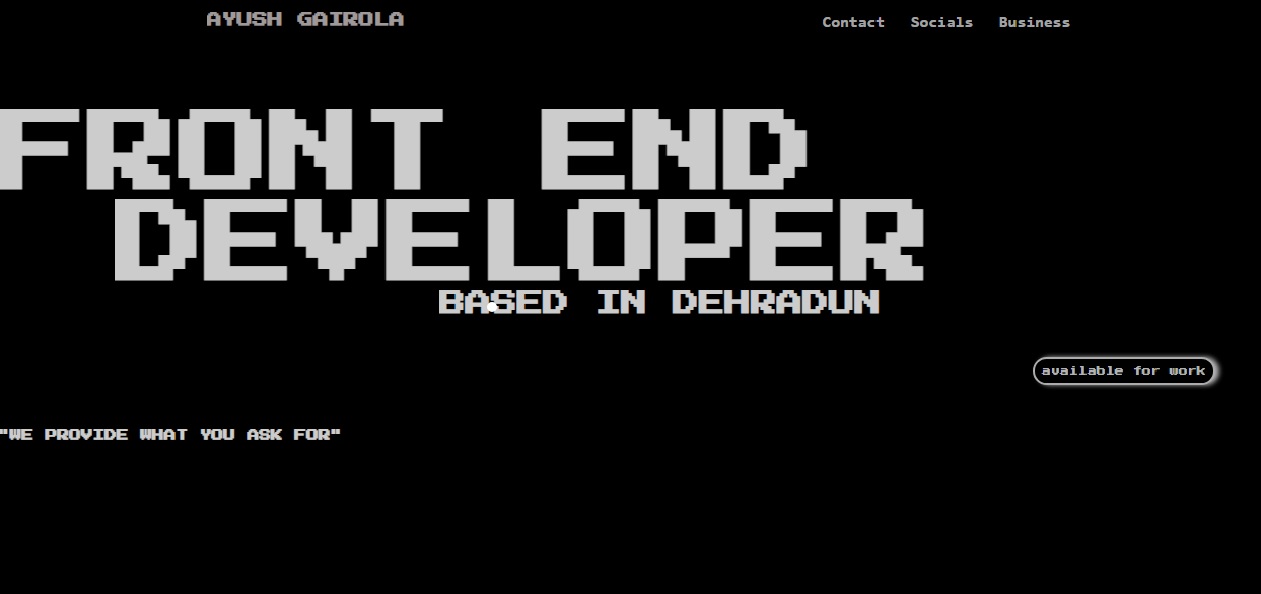 AYUSH GAIROLA
Contact Socials Business
FRONT END
DEVELOPER
BASED IN DEHRADUN
available for work
"WE PROVIDE WHAT YOU ASK FOR"